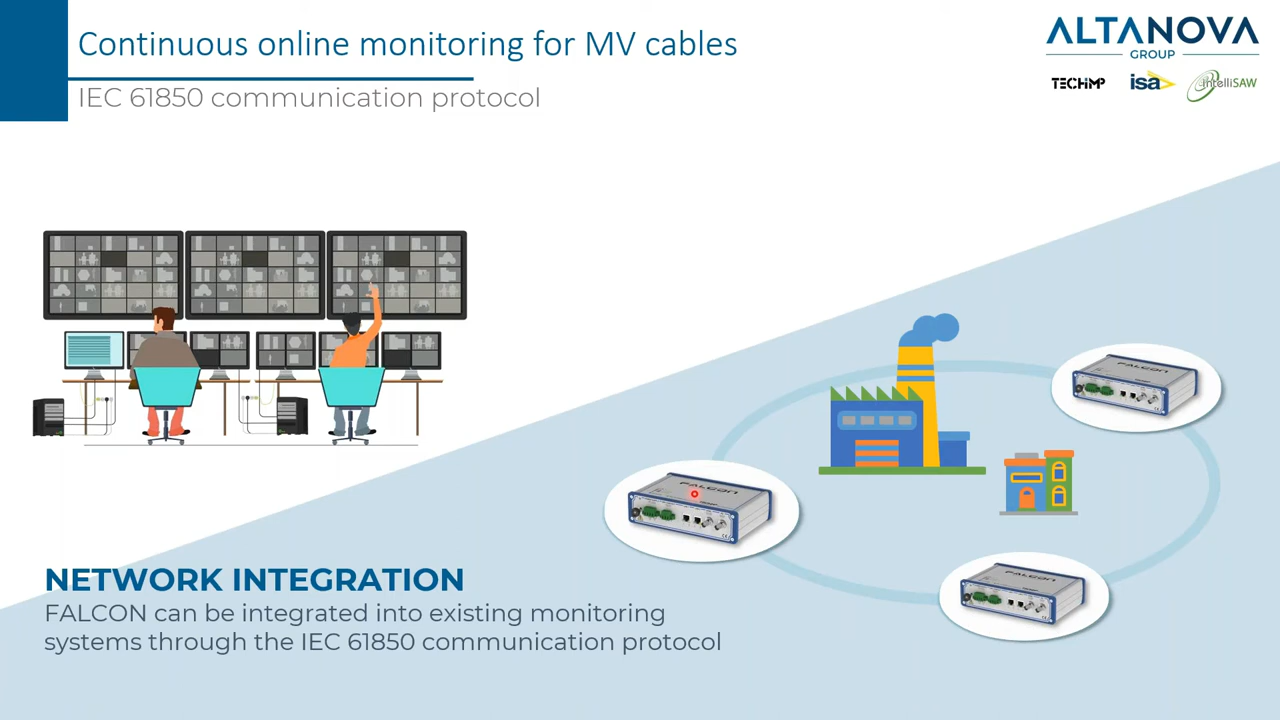 Continuous online monitoring for MV cables
IEC 61850 communication protocol
ALTANOVA
GROUP
TECHIMP
isa
intelliSAW
FALCON
FALCON
FALCON
NETWORK INTEGRATION
FALCON can be integrated into existing monitoring
systems through the IEC 61850 communication protocol